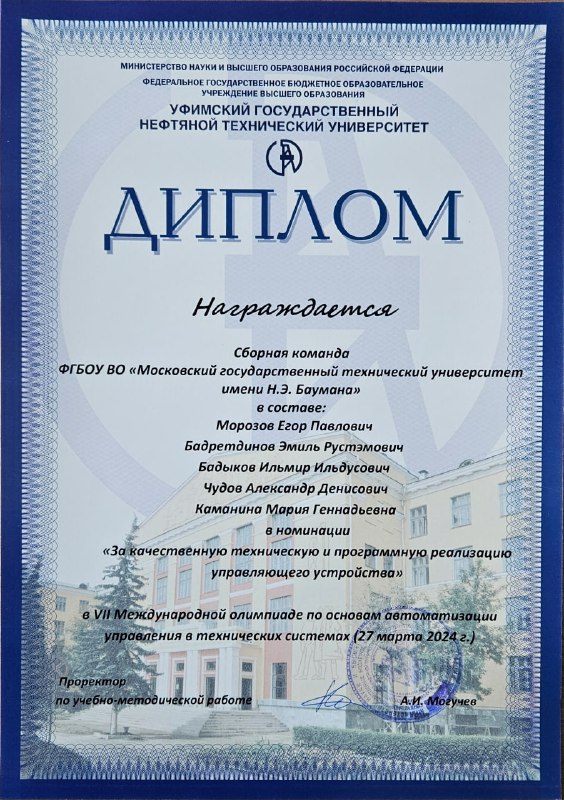 МИНИСТЕРСТВО НАУКИ И ВЫСШЕГО ОБРАЗОВАНИЯ РОССИЙСКОЙ ФЕДЕРАЦИИ
ФЕДЕРАЛЬНОЕ ГОСУДАРСТВЕННОЕ БЮДЖЕТНОЕ ОБРАЗОВАТЕЛЬНОЕ
УЧРЕЖДЕНИЕ ВЫСШЕГО ОБРАЗОВАНИЯ
УФИМСКИЙ ГОСУДАРСТВЕННЫЙ
НЕФТЯНОЙ ТЕХНИЧЕСКИЙ УНИВЕРСИТЕТ
ДИПЛОМ
Награждается
Сборная команда
ФГБОУ ВО «Московский государственный технический университет
имени Н.Э. Баумана»
в составе:
Морозов Егор Павлович
Бадретдинов Эмиль Рустэмович
Бадыков Ильмир Ильдусович
Чудов Александр Денисович
Каманина Мария Геннадьевна
в номинации
«За качественную техническую и программную реализацию
управляющего устройства»
в VII Международной олимпиаде по основам автоматизации
управления в технических системах (27 марта 2024 г.)
Проректор
по учебно-методической работе А.И. Могучев